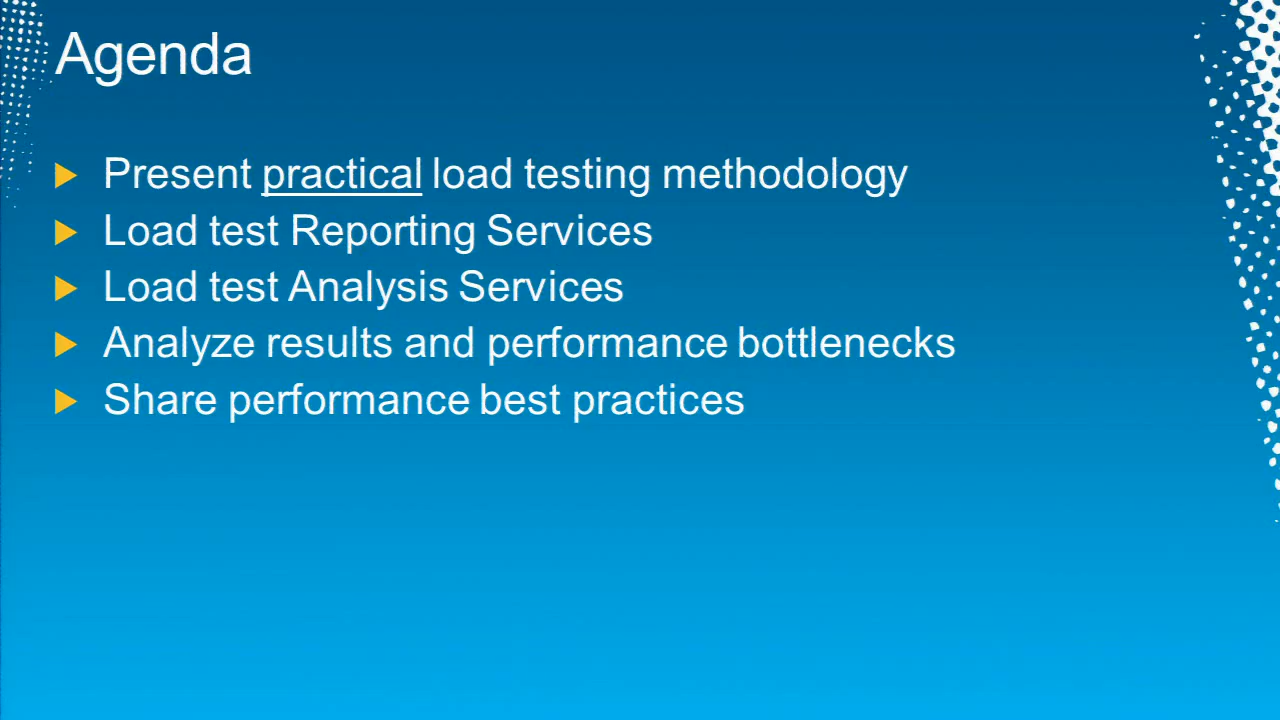 Agenda
Present practical load testing methodology
Load test Reporting Services
Load test Analysis Services
Analyze results and performance bottlenecks
Share performance best practices